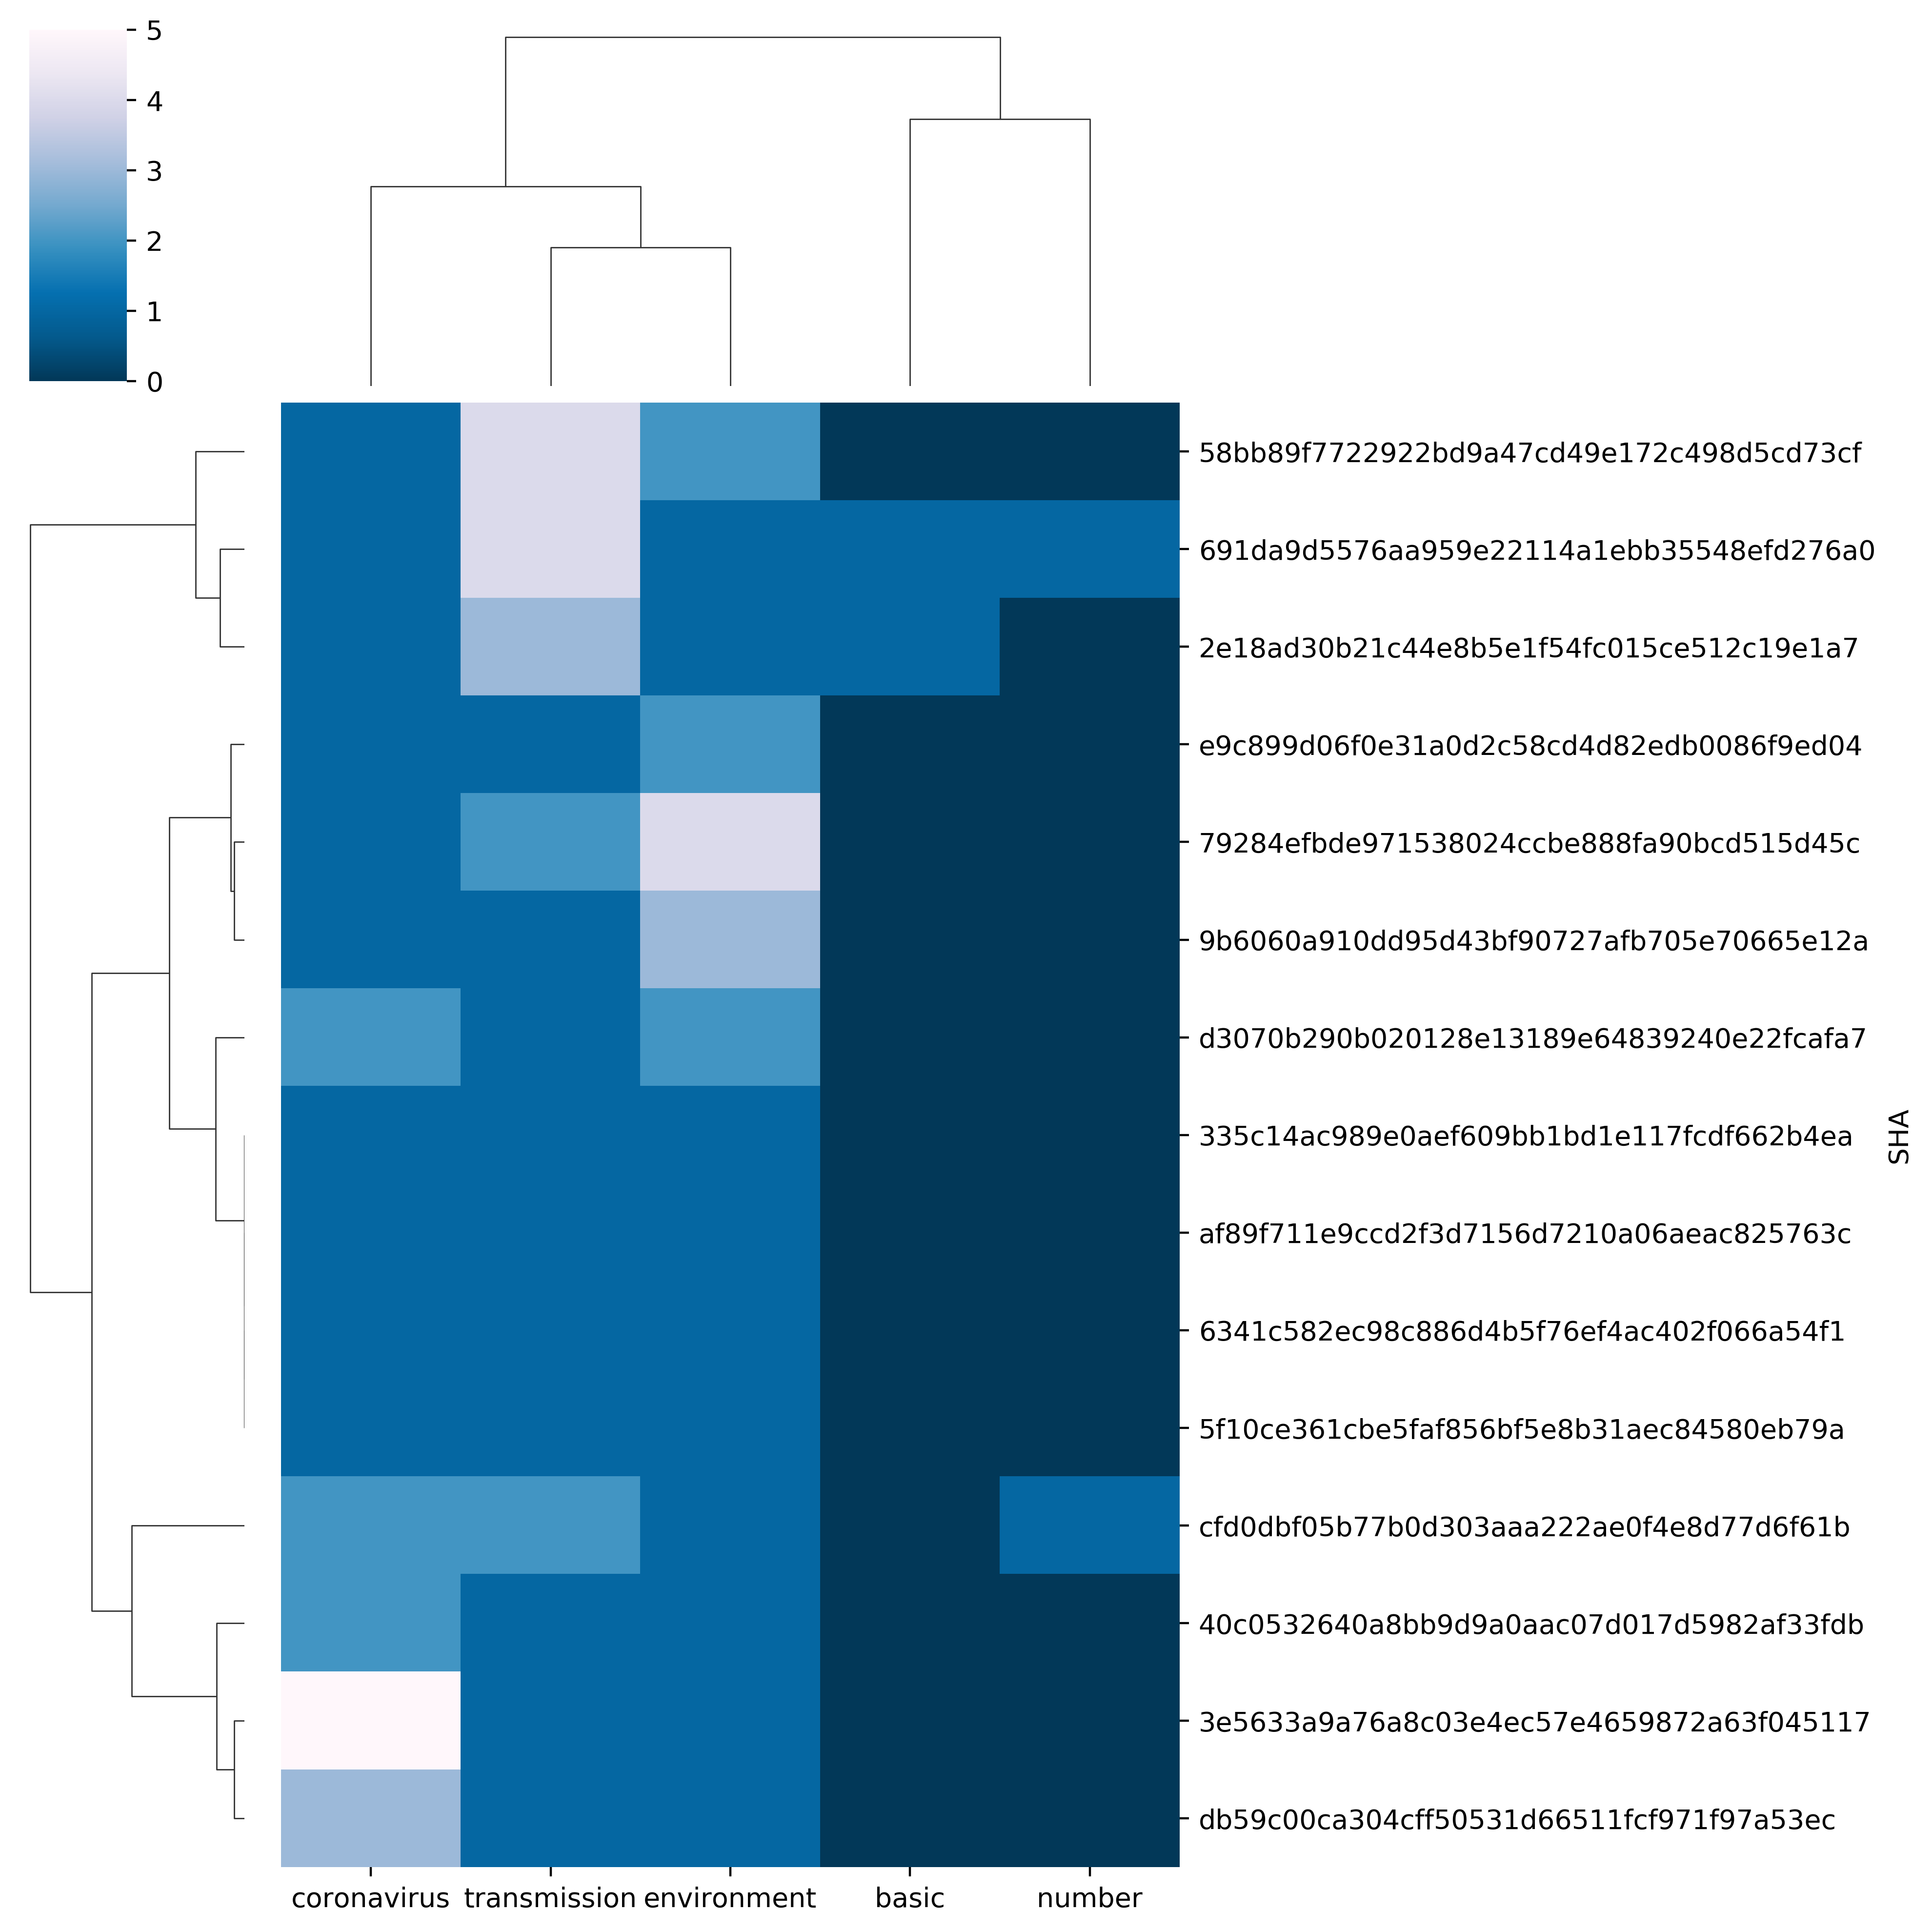 5
4
3
2
1
0
58bb89f7722922bd9a47cd49e172c498d5cd73cf
691da9d5576aa959e22114a1ebb35548efd276a0
2e18ad30b21c44e8b5e1f54fc015ce512c19e1a7
e9c899d06f0e31a0d2c58cd4d82edb0086f9ed04
79284efbde971538024ccbe888fa90bcd515d45c
9b6060a910dd95d43bf90727afb705e70665e12a
d3070b290b020128e13189e64839240e22fcafa7
335c14ac989e0aef609bb1bd1e117fcdf662b4ea
af89f711e9ccd2f3d7156d7210a06aeac825763c
6341c582ec98c886d4b5f76ef4ac402f066a54f1
5f10ce361cbe5faf856bf5e8b31aec84580eb79a
cfd0dbf05b77b0d303aaa222ae0f4e8d77d6f61b
40c0532640a8bb9d9a0aac07d017d5982af33fdb
3e5633a9a76a8c03e4ec57e4659872a63f045117
db59c00ca304cff50531d66511fcf971f97a53ec
SHA
coronavirus transmission environment basic number